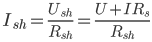 I_{sh} = \frac{U_{sh}}{R_{sh}} = \frac{U + IR_s}{R_{sh}}